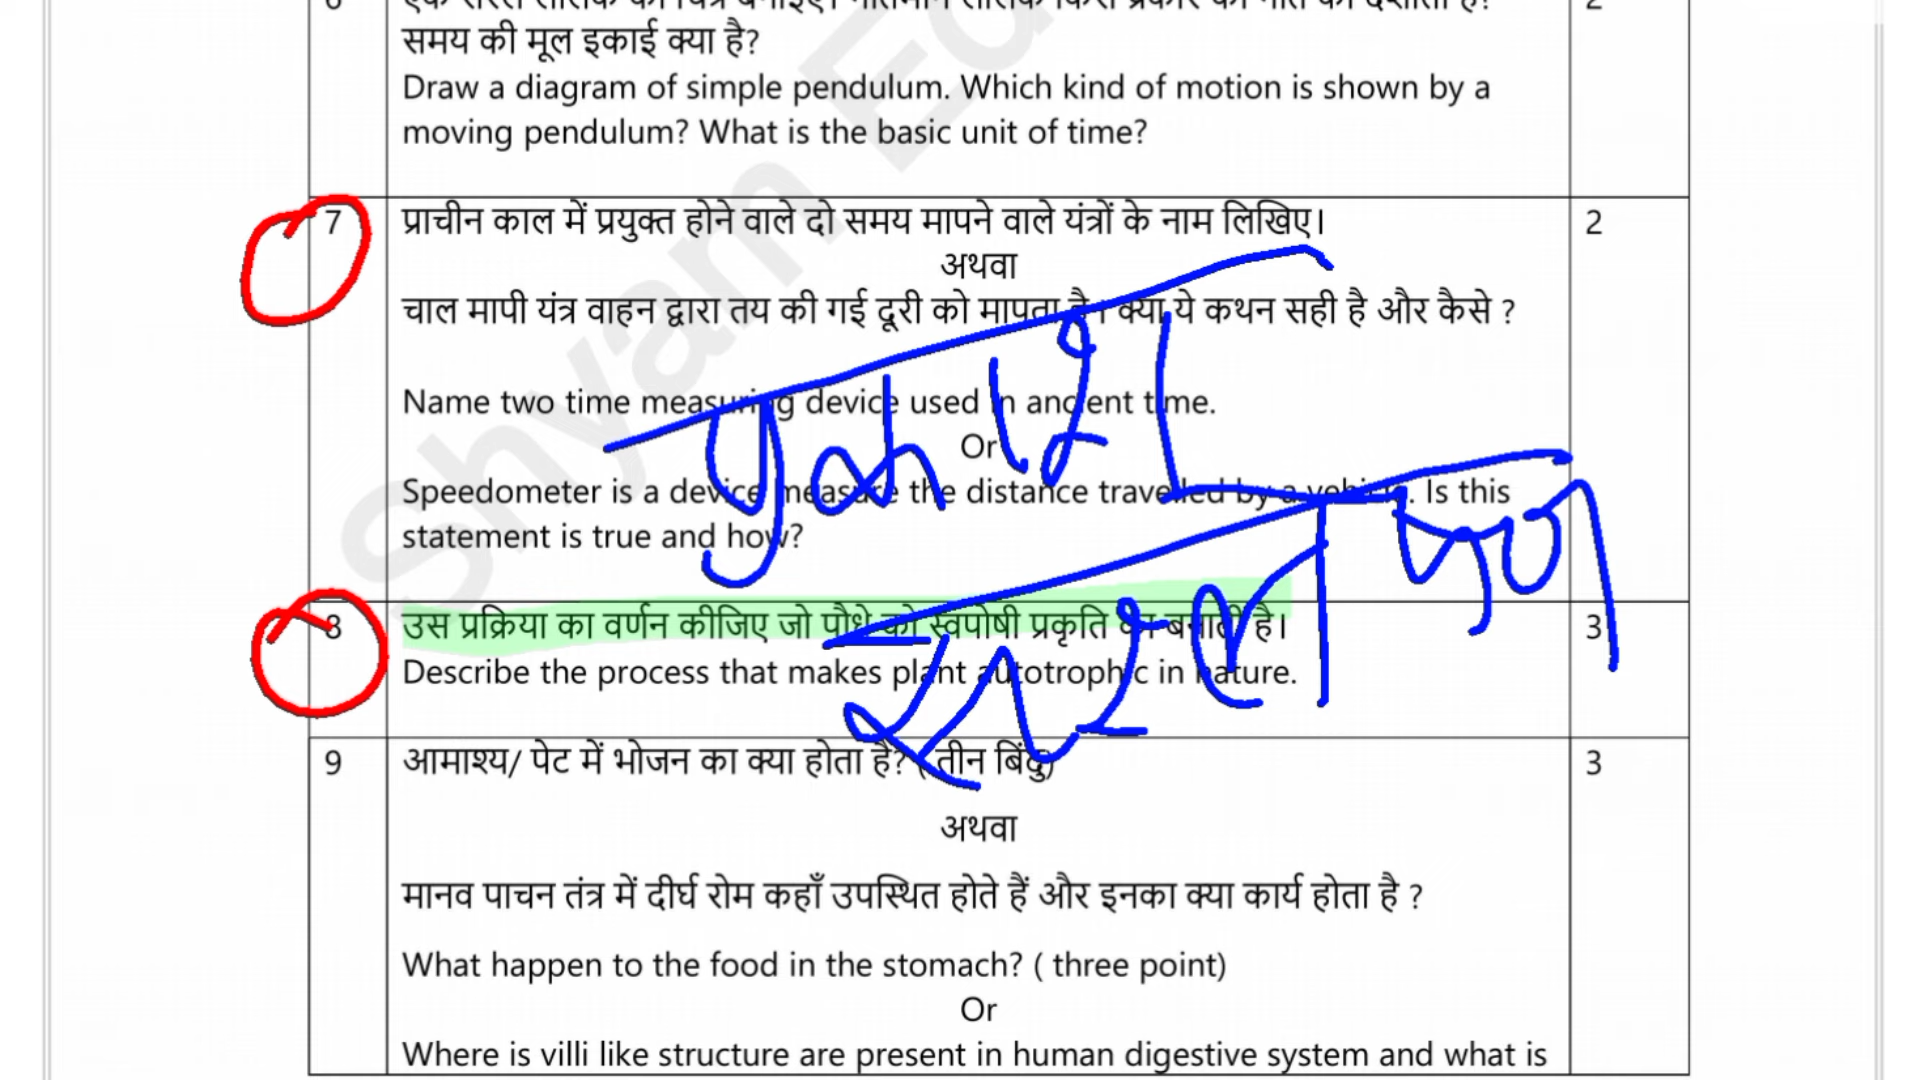 समय की मूल इकाई क्या है?
Draw a diagram of simple pendulum. Which kind of motion is shown by a
moving pendulum? What is the basic unit of time?
7
प्राचीन काल में प्रयुक्त होने वाले दो समय मापने वाले यंत्रों के नाम लिखिए।
2
अथवा
चाल मापी यंत्र वाहन द्वारा तय की गई दूरी को मापता है। क्या ये कथन सही है और कैसे ?
Name two time measuring device used in ancient time.
Or
Speedometer is a device measure the distance travelled by a vehicle. Is this
statement is true and how?
8
उस प्रक्रिया का वर्णन कीजिए जो पौधे को स्वपोषी प्रकृति का बनाती है।
3
Describe the process that makes plant autotrophic in nature.
9
आमाश्य/ पेट में भोजन का क्या होता है? (तीन बिंदु)
3
अथवा
मानव पाचन तंत्र में दीर्घ रोम कहाँ उपस्थित होते हैं और इनका क्या कार्य होता है ?
What happen to the food in the stomach? ( three point)
Or
Where is villi like structure are present in human digestive system and what is
Shyam Ed